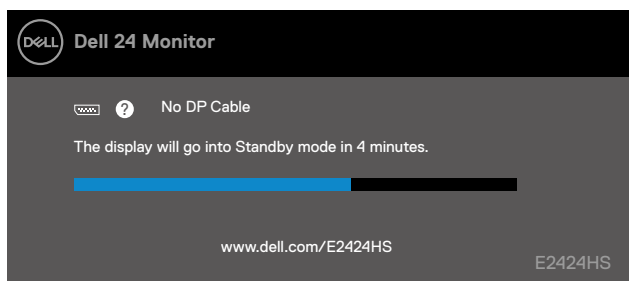 DELL Dell 24 Monitor
? No DP Cable
The display will go into Standby mode in 4 minutes.
www.dell.com/E2424HS
E2424HS